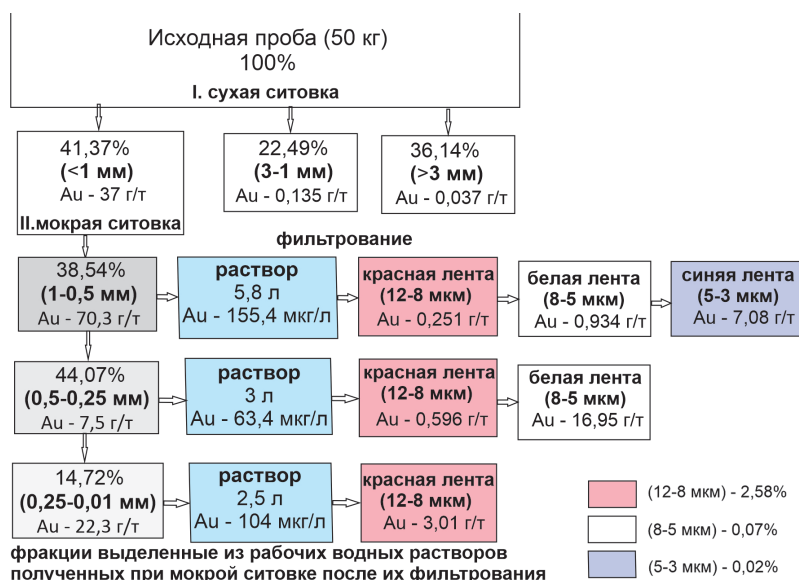 Исходная проба (50 кг)
100%
I. сухая ситовка
41,37%
(<1 мм)
Au - 37 г/т
II.мокрая ситовка
22,49%
(3-1 мм)
Au - 0,135 г/т
36,14%
(>3 мм)
Au - 0,037 г/т
фильтрование
38,54%
(1-0,5 мм)
Au - 70,3 г/т
раствор
5,8 л
Au - 155,4 мкг/л
красная лента
(12-8 мкм)
Au - 0,251 г/т
белая лента
(8-5 мкм)
Au - 0,934 г/т
синяя лента
(5-3 мкм)
Au - 7,08 г/т
44,07%
(0,5-0,25 мм)
Au - 7,5 г/т
раствор
3 л
Au - 63,4 мкг/л
красная лента
(12-8 мкм)
Au - 0,596 г/т
белая лента
(8-5 мкм)
Au - 16,95 г/т
14,72%
(0,25-0,01 мм)
Au - 22,3 г/т
раствор
2,5 л
Au - 104 мкг/л
красная лента
(12-8 мкм)
Au - 3,01 г/т
(12-8 мкм) - 2,58%
(8-5 мкм) - 0,07%
(5-3 мкм) - 0,02%
фракции выделенные из рабочих водных растворов
полученных при мокрой ситовке после их фильтрования